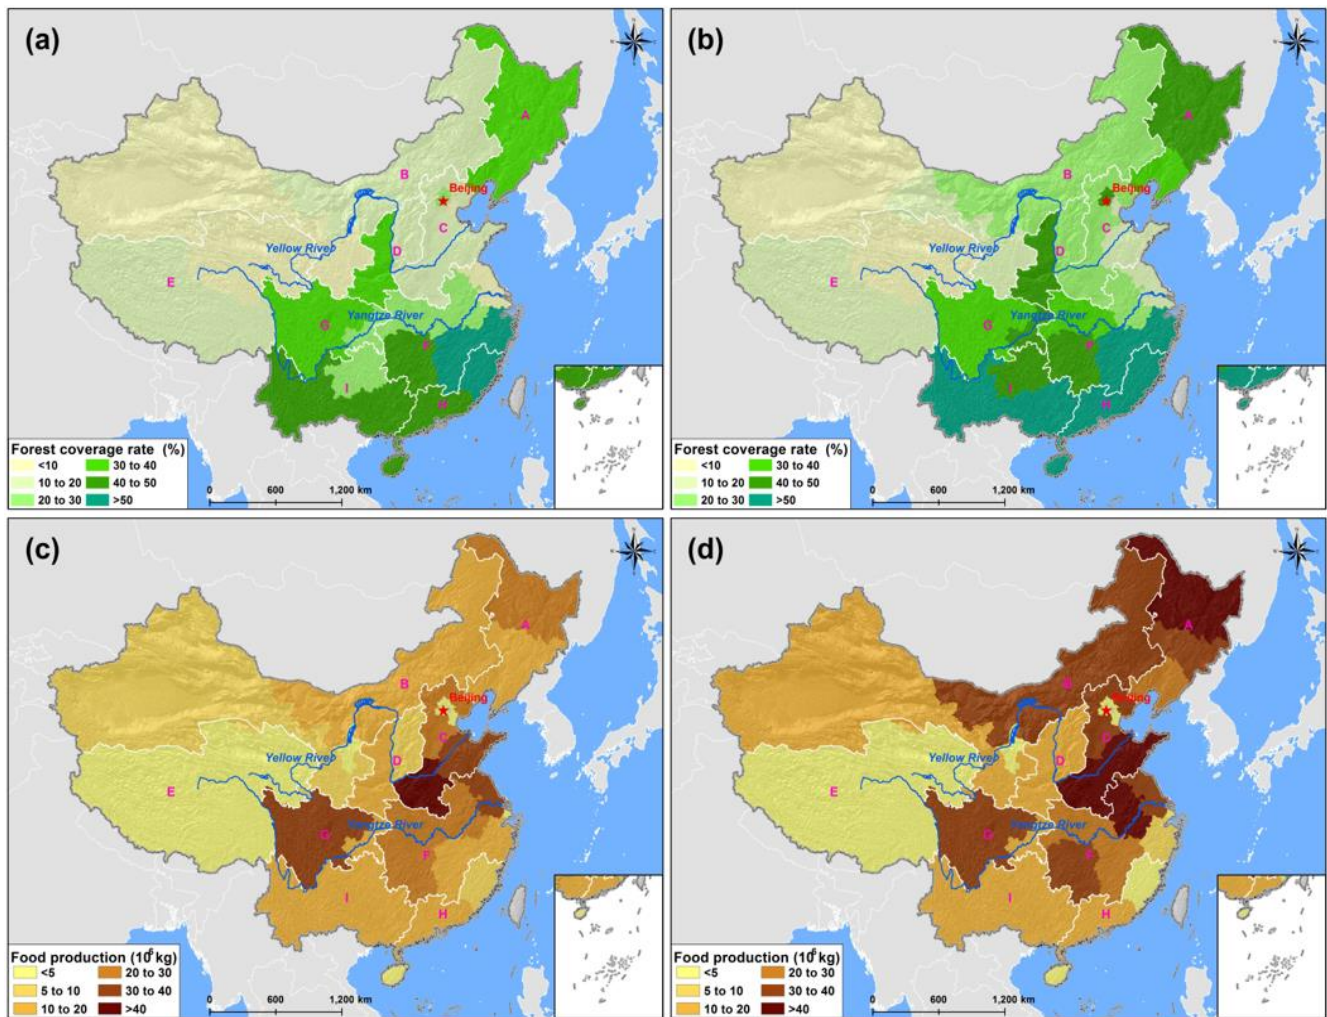 (a)
A
B
Beijing
C
Yellow River
D
E
Yangtze River
G
F
I
H
Forest coverage rate (%)
<10 30 to 40
10 to 20 40 to 50
20 to 30 >50
0 600 1,200 km
(b)
A
B
Beijing
C
Yellow River
D
E
Yangtze River
G
F
I
H
Forest coverage rate (%)
<10 30 to 40
10 to 20 40 to 50
20 to 30 >50
0 600 1,200 km
(c)
A
B
Beijing
C
Yellow River
D
E
Yangtze River
G
F
I
H
Food production (10⁶ kg)
<5 20 to 30
5 to 10 30 to 40
10 to 20 >40
0 600 1,200 km
(d)
A
B
Beijing
C
Yellow River
D
E
Yangtze River
G
F
I
H
Food production (10⁶ kg)
<5 20 to 30
5 to 10 30 to 40
10 to 20 >40
0 600 1,200 km